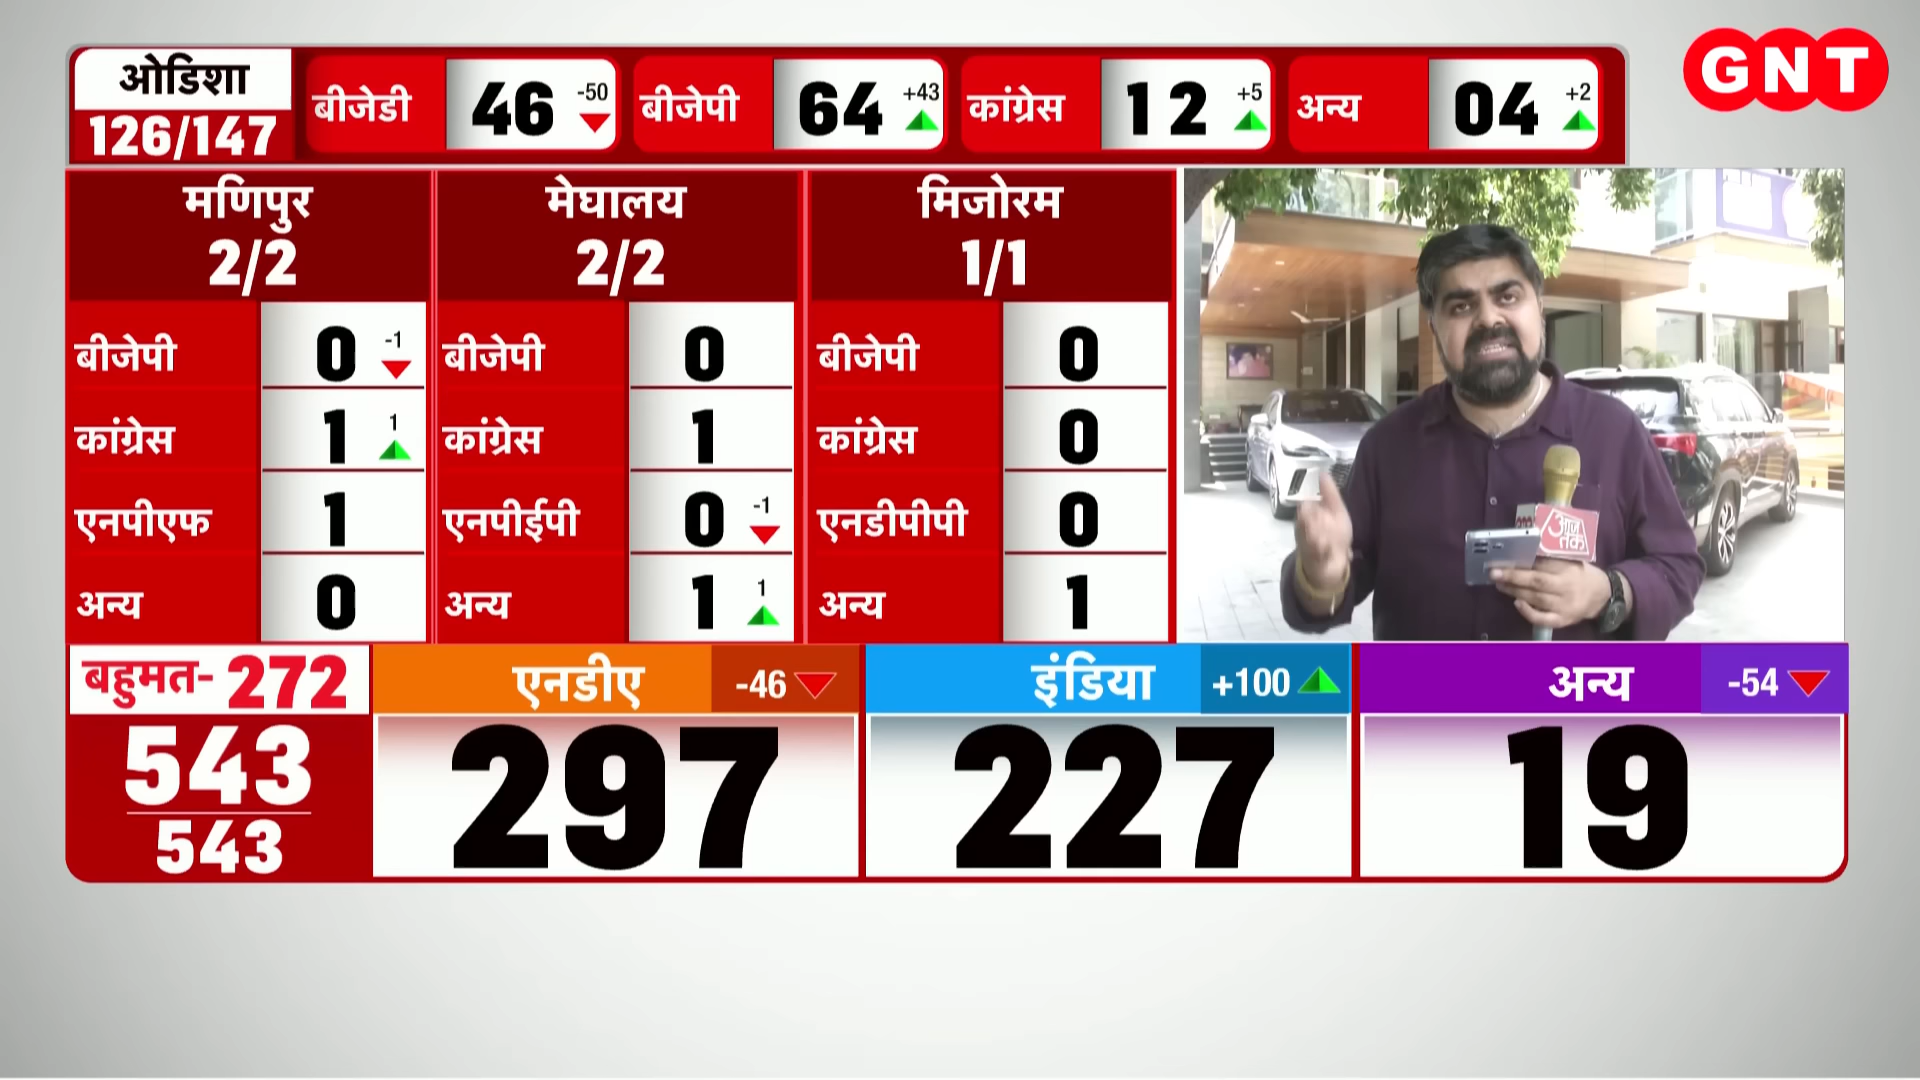 ओडिशा
126/147
बीजेडी 46 -50
बीजेपी 64 +43
कांग्रेस 12 +5
अन्य 04 +2
GNT
मणिपुर
2/2
बीजेपी 0 -1
कांग्रेस 1 1
एनपीएफ 1
अन्य 0
मेघालय
2/2
बीजेपी 0
कांग्रेस 1
एनपीईपी 0 -1
अन्य 1 1
मिजोरम
1/1
बीजेपी 0
कांग्रेस 0
एनडीपीपी 0
अन्य 1
आज
तक
बहुमत- 272
543
543
एनडीए -46
297
इंडिया +100
227
अन्य -54
19